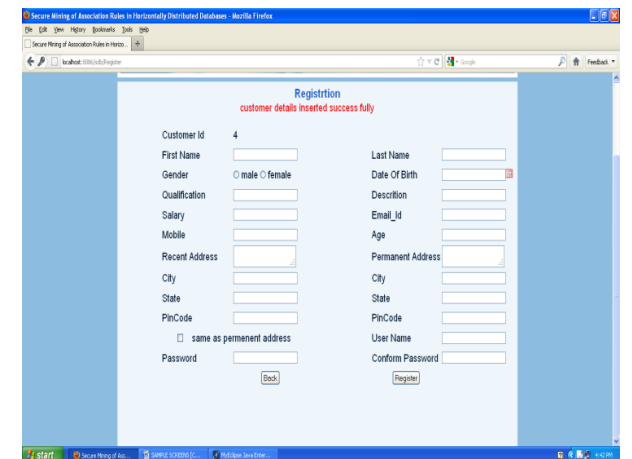 Secure Mining of Association Rules in Horizontally Distributed Databases - Mozilla Firefox
File Edit View History Bookmarks Tools Help
Secure Mining of Association Rules in Horizo... +
Google Feedback
Registrtion
customer details inserted success fully
Customer Id 4
First Name Last Name
Gender male female Date Of Birth
Qualification Descrition
Salary Email_Id
Mobile Age
Recent Address Permanent Address
City City
State State
PinCode PinCode
same as permenent address User Name
Password Conform Password
Back Register
start Secure Mining of Ass... SAMPLE SCREENS [C... MyEclipse Java Enter... 4:42 PM